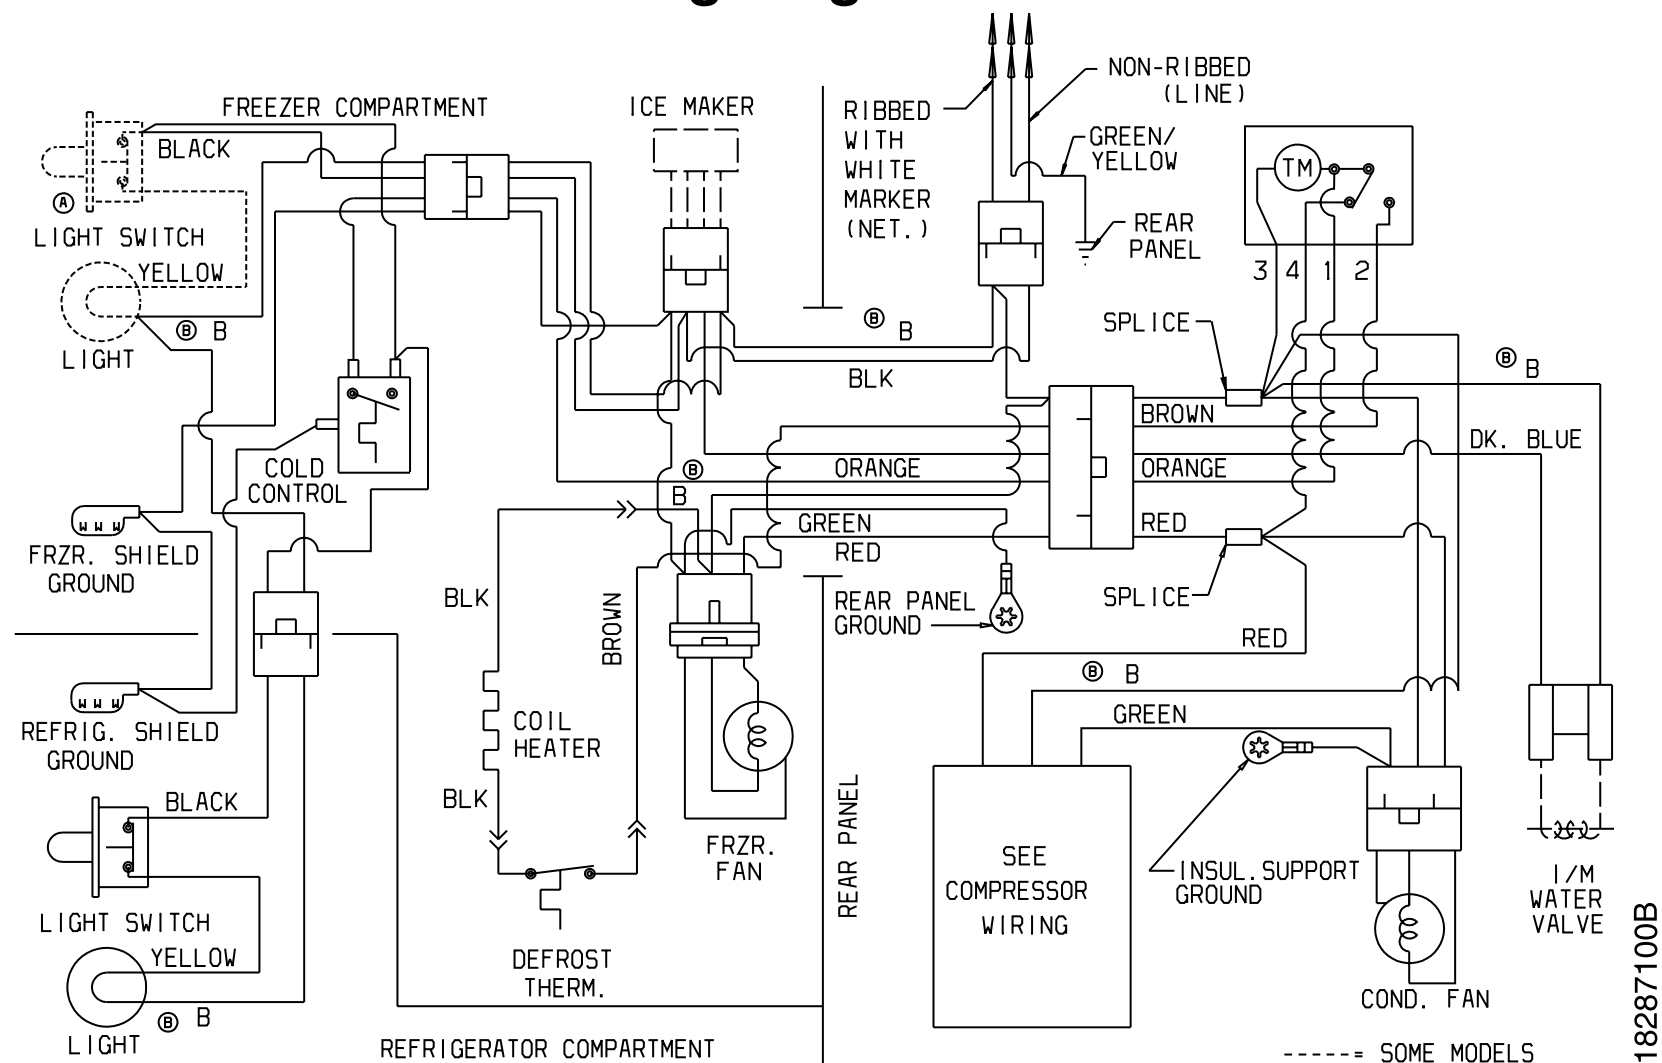 FREEZER COMPARTMENT
ICE MAKER
RIBBED
WITH
WHITE
MARKER
(NET.)
NON-RIBBED
(LINE)
GREEN/
YELLOW
REAR
PANEL
TM
3 4 1 2
BLACK
A
LIGHT SWITCH
YELLOW
B B
LIGHT
B B
BLK
SPLICE
B B
BROWN
DK. BLUE
COLD
CONTROL
B
B
ORANGE
ORANGE
GREEN
RED
RED
FRZR. SHIELD
GROUND
BLK
BROWN
REAR PANEL
GROUND
SPLICE
RED
B B
GREEN
REFRIG. SHIELD
GROUND
COIL
HEATER
BLK
BLACK
LIGHT SWITCH
YELLOW
B B
LIGHT
FRZR.
FAN
REAR PANEL
DEFROST
THERM.
SEE
COMPRESSOR
WIRING
INSUL. SUPPORT
GROUND
I/M
WATER
VALVE
COND. FAN
REFRIGERATOR COMPARTMENT
-----= SOME MODELS
18287100B